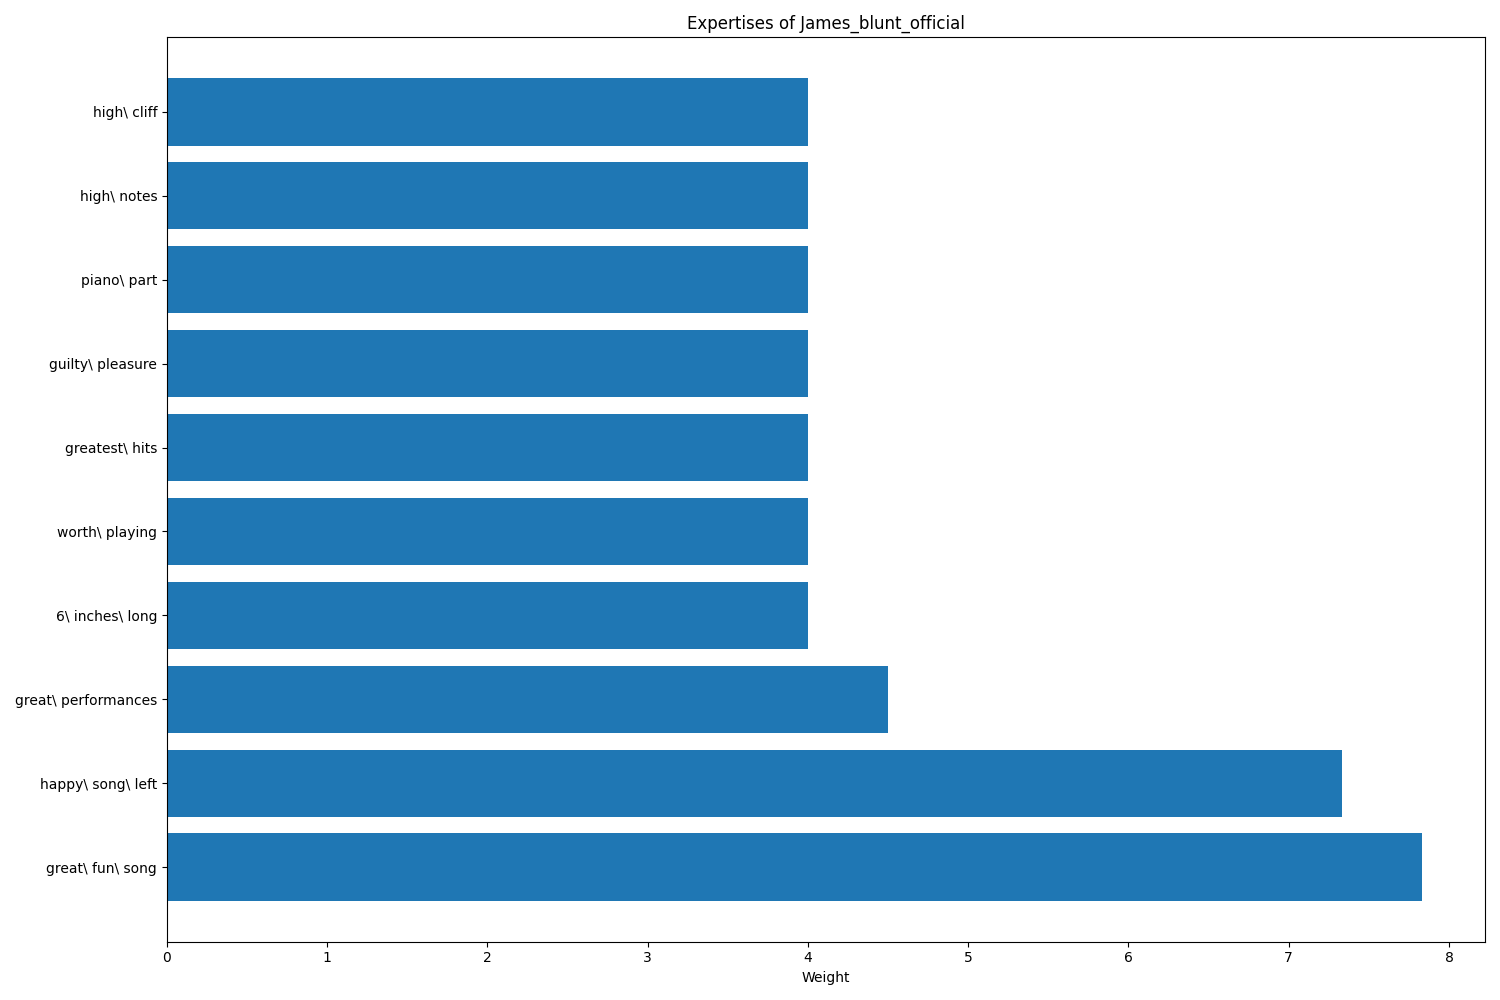 Expertises of James_blunt_official
high\ cliff
high\ notes
piano\ part
guilty\ pleasure
greatest\ hits
worth\ playing
6\ inches\ long
great\ performances
happy\ song\ left
great\ fun\ song
0 1 2 3 4 5 6 7 8
Weight